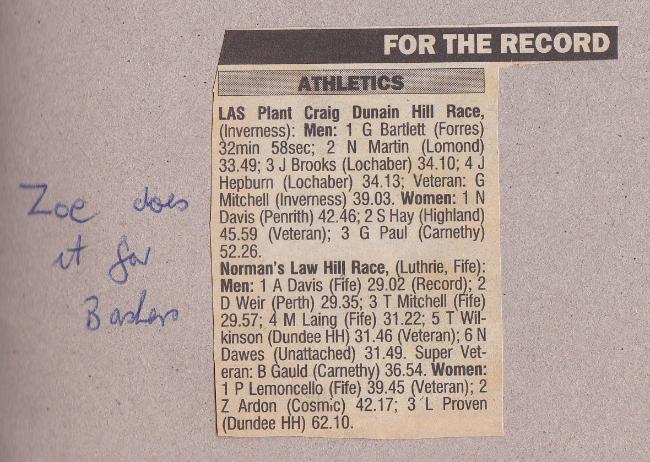 FOR THE RECORD
ATHLETICS
LAS Plant Craig Dunain Hill Race,
(Inverness): Men: 1 G Bartlett (Forres)
32min 58sec; 2 N Martin (Lomond)
33.49; 3 J Brooks (Lochaber) 34.10; 4 J
Hepburn (Lochaber) 34.13; Veteran: G
Mitchell (Inverness) 39.03. Women: 1 N
Davis (Penrith) 42.46; 2 S Hay (Highland)
45.59 (Veteran); 3 G Paul (Carnethy)
52.26.
Norman's Law Hill Race, (Luthrie, Fife):
Men: 1 A Davis (Fife) 29.02 (Record); 2
D Weir (Perth) 29.35; 3 T Mitchell (Fife)
29.57; 4 M Laing (Fife) 31.22; 5 T Wil-
kinson (Dundee HH) 31.46 (Veteran); 6 N
Dawes (Unattached) 31.49. Super Vet-
eran: B Gauld (Carnethy) 36.54. Women:
1 P Lemoncello (Fife) 39.45 (Veteran); 2
Z Ardon (Cosmic) 42.17; 3 L Proven
(Dundee HH) 62.10.
Zoe does
it for
Bashers